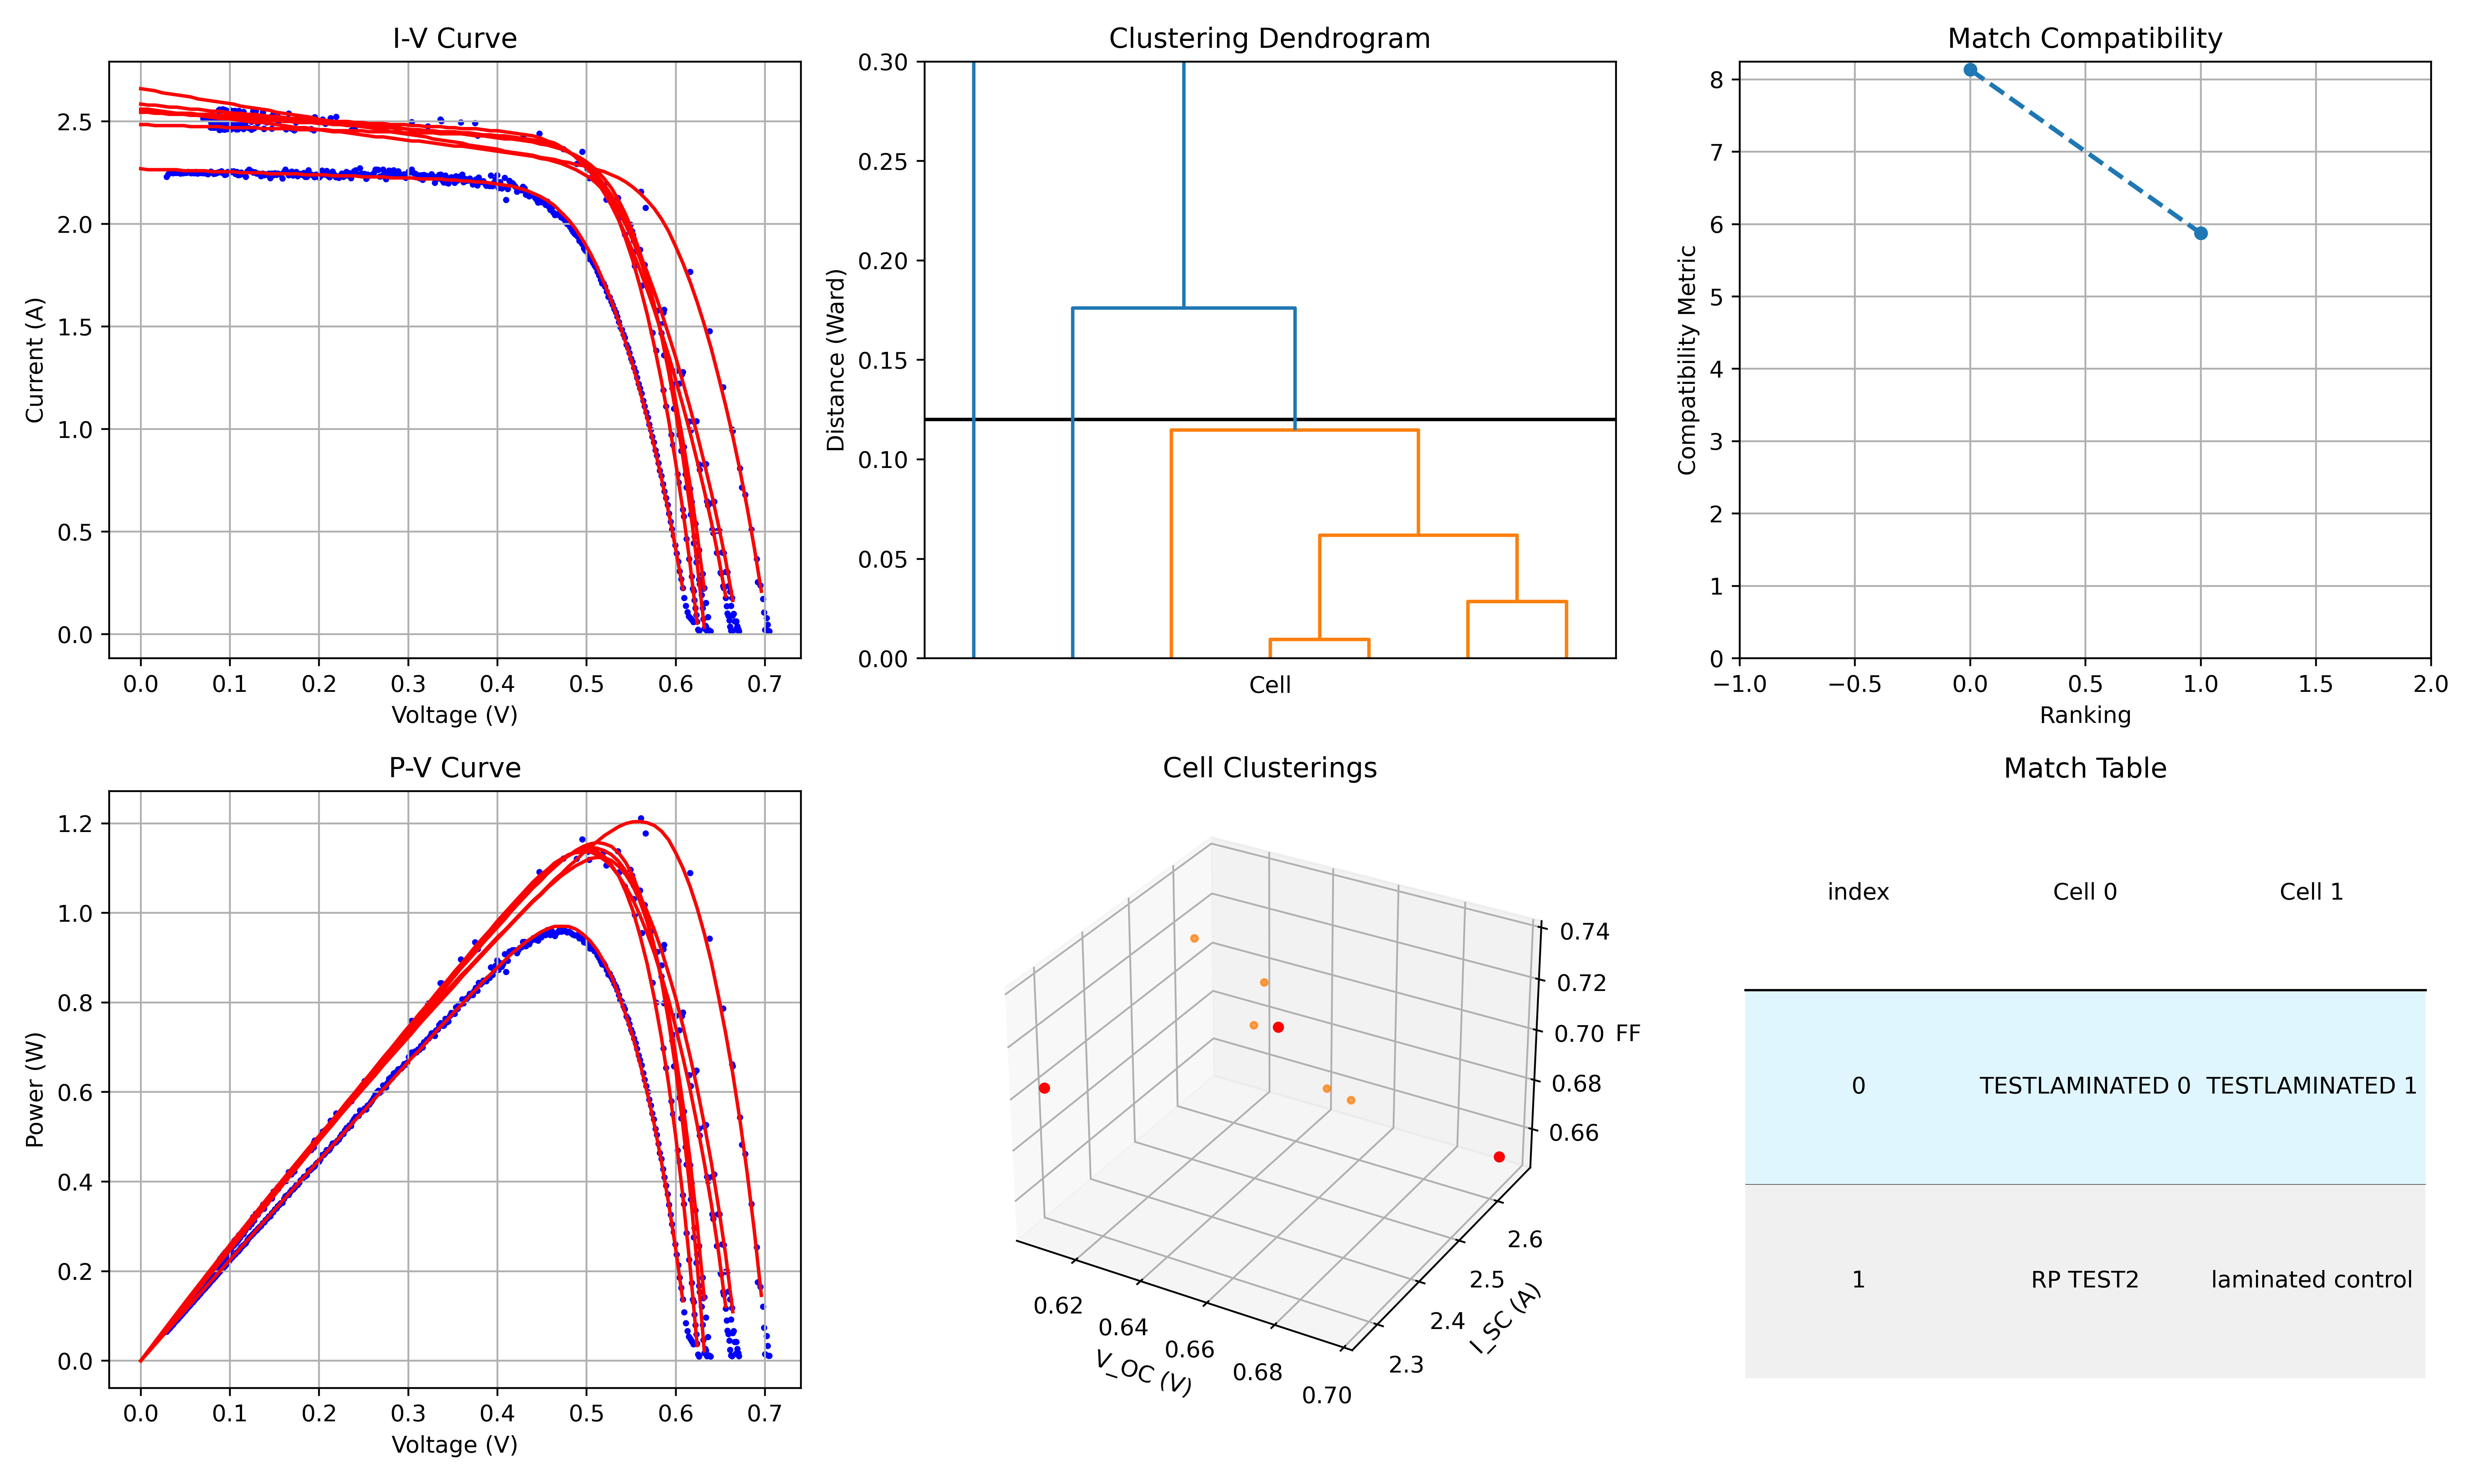 I-V Curve
Current (A)
2.5
2.0
1.5
1.0
0.5
0.0
0.0 0.1 0.2 0.3 0.4 0.5 0.6 0.7
Voltage (V)
Clustering Dendrogram
Distance (Ward)
0.30
0.25
0.20
0.15
0.10
0.05
0.00
Cell
Match Compatibility
Compatibility Metric
8
7
6
5
4
3
2
1
0
−1.0 −0.5 0.0 0.5 1.0 1.5 2.0
Ranking
P-V Curve
Power (W)
1.2
1.0
0.8
0.6
0.4
0.2
0.0
0.0 0.1 0.2 0.3 0.4 0.5 0.6 0.7
Voltage (V)
Cell Clusterings
0.74
0.72
0.70
0.68
0.66
FF
2.6
2.5
2.4
2.3
I_SC (A)
0.62
0.64
0.66
0.68
0.70
V_OC (V)
Match Table
index Cell 0 Cell 1
0 TESTLAMINATED 0 TESTLAMINATED 1
1 RP TEST2 laminated control